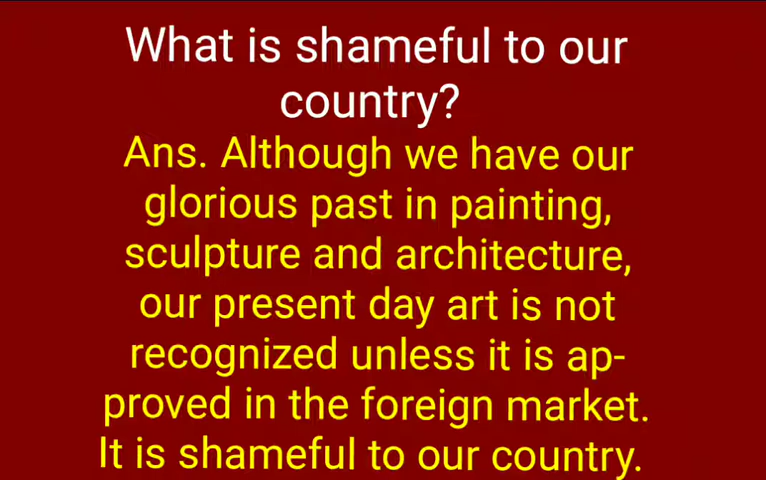 What is shameful to our
country?
Ans. Although we have our
glorious past in painting,
sculpture and architecture,
our present day art is not
recognized unless it is ap-
proved in the foreign market.
It is shameful to our country.